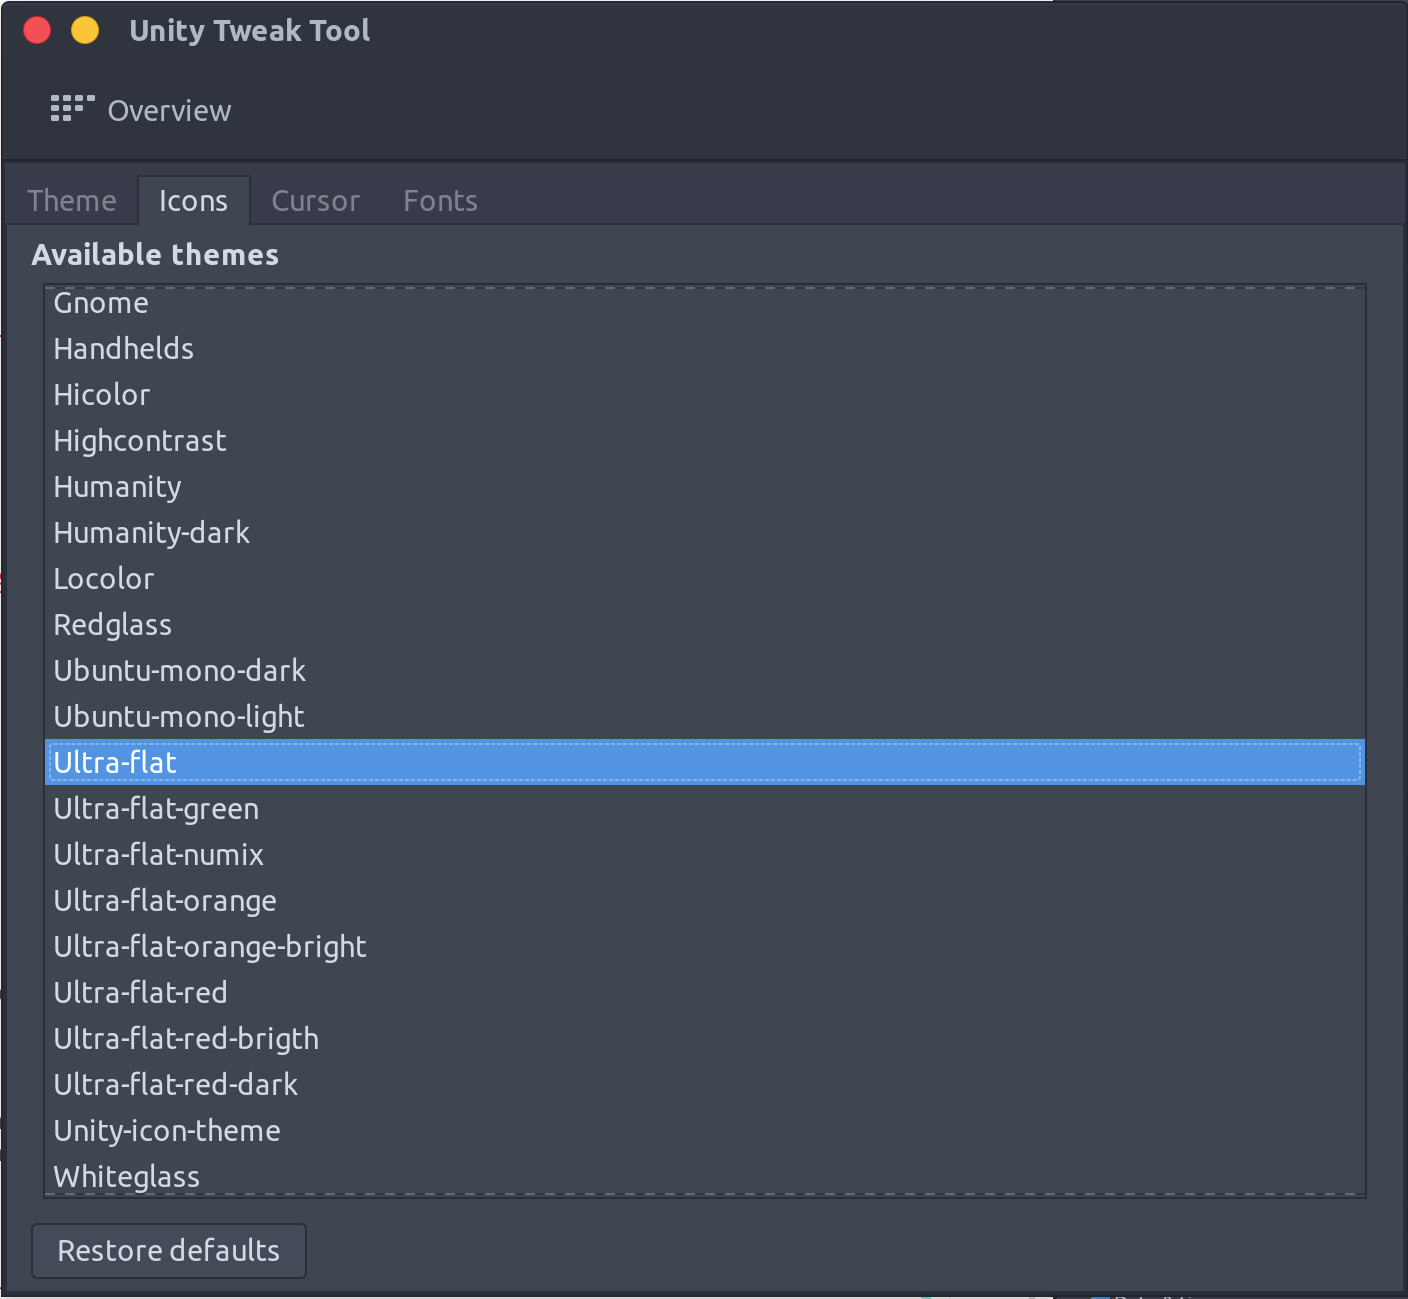 Unity Tweak Tool
Overview
Theme Icons Cursor Fonts
Available themes
Gnome
Handhelds
Hicolor
Highcontrast
Humanity
Humanity-dark
Locolor
Redglass
Ubuntu-mono-dark
Ubuntu-mono-light
Ultra-flat
Ultra-flat-green
Ultra-flat-numix
Ultra-flat-orange
Ultra-flat-orange-bright
Ultra-flat-red
Ultra-flat-red-brigth
Ultra-flat-red-dark
Unity-icon-theme
Whiteglass
Restore defaults